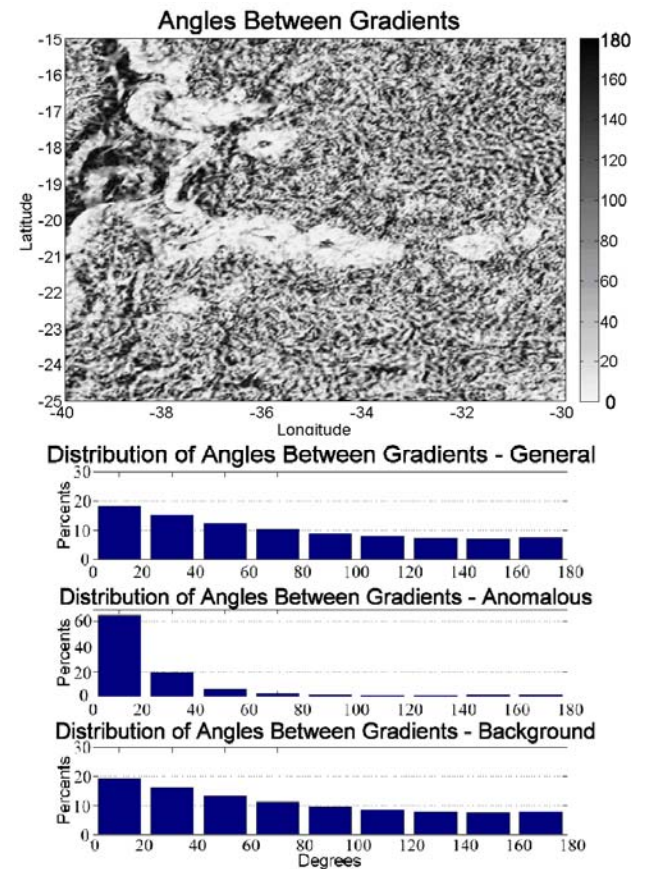 Angles Between Gradients
-15
-16
-17
-18
-19
-20
-21
-22
-23
-24
-25
Latitude
-40 -38 -36 -34 -32 -30
Longitude
180
160
140
120
100
80
60
40
20
0
Distribution of Angles Between Gradients - General
30
20
10
0
Percents
0 20 40 60 80 100 120 140 160 180
Distribution of Angles Between Gradients - Anomalous
60
40
20
0
Percents
0 20 40 60 80 100 120 140 160 180
Distribution of Angles Between Gradients - Background
30
20
10
0
Percents
0 20 40 60 80 100 120 140 160 180
Degrees